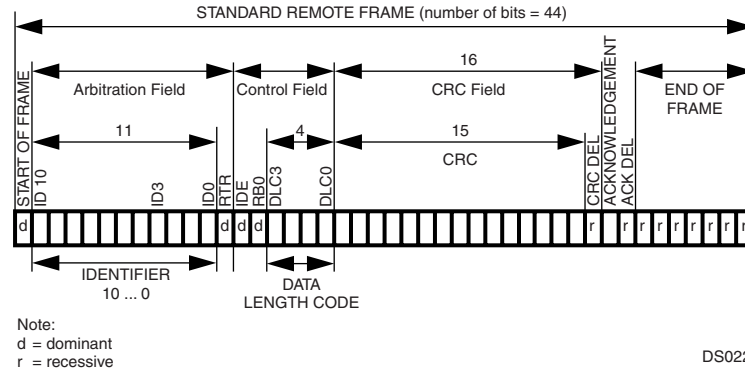 STANDARD REMOTE FRAME (number of bits = 44)
16
Arbitration Field
Control Field
CRC Field
END OF
FRAME
11
4
15
CRC
START OF FRAME
ID 10
ID3
ID0
RTR
IDE
RB0
DLC3
DLC0
CRC DEL
ACKNOWLEDGEMENT
ACK DEL
d d d d r r r r r r r r r
IDENTIFIER
10 ... 0
DATA
LENGTH CODE
Note:
d = dominant
r = recessive
DS022